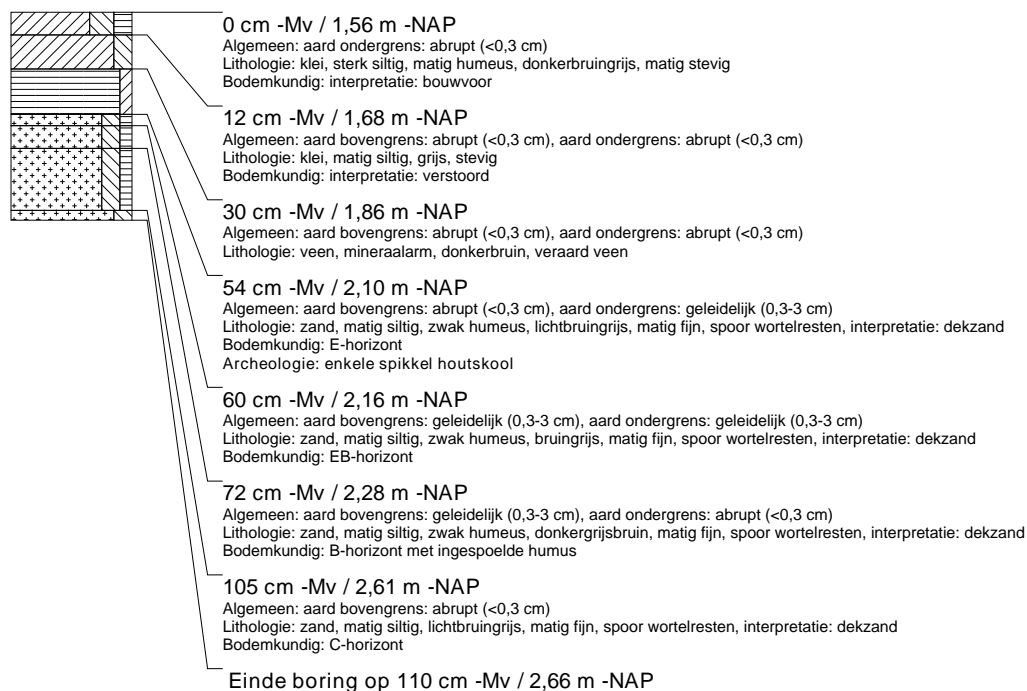 0 cm -Mv / 1,56 m -NAP
Algemeen: aard ondergrens: abrupt (<0,3 cm)
Lithologie: klei, sterk siltig, matig humeus, donkerbruingrijs, matig stevig
Bodemkundig: interpretatie: bouwvoor
12 cm -Mv / 1,68 m -NAP
Algemeen: aard bovengrens: abrupt (<0,3 cm), aard ondergrens: abrupt (<0,3 cm)
Lithologie: klei, matig siltig, grijs, stevig
Bodemkundig: interpretatie: verstoord
30 cm -Mv / 1,86 m -NAP
Algemeen: aard bovengrens: abrupt (<0,3 cm), aard ondergrens: abrupt (<0,3 cm)
Lithologie: veen, mineraalarm, donkerbruin, veraard veen
54 cm -Mv / 2,10 m -NAP
Algemeen: aard bovengrens: abrupt (<0,3 cm), aard ondergrens: geleidelijk (0,3-3 cm)
Lithologie: zand, matig siltig, zwak humeus, lichtbruingrijs, matig fijn, spoor wortelresten, interpretatie: dekzand
Bodemkundig: E-horizont
Archeologie: enkele spikkel houtskool
60 cm -Mv / 2,16 m -NAP
Algemeen: aard bovengrens: geleidelijk (0,3-3 cm), aard ondergrens: geleidelijk (0,3-3 cm)
Lithologie: zand, matig siltig, zwak humeus, bruingrijs, matig fijn, spoor wortelresten, interpretatie: dekzand
Bodemkundig: EB-horizont
72 cm -Mv / 2,28 m -NAP
Algemeen: aard bovengrens: geleidelijk (0,3-3 cm), aard ondergrens: abrupt (<0,3 cm)
Lithologie: zand, matig siltig, zwak humeus, donkergrijsbruin, matig fijn, spoor wortelresten, interpretatie: dekzand
Bodemkundig: B-horizont met ingespoelde humus
105 cm -Mv / 2,61 m -NAP
Algemeen: aard bovengrens: abrupt (<0,3 cm)
Lithologie: zand, matig siltig, lichtbruingrijs, matig fijn, spoor wortelresten, interpretatie: dekzand
Bodemkundig: C-horizont
Einde boring op 110 cm -Mv / 2,66 m -NAP